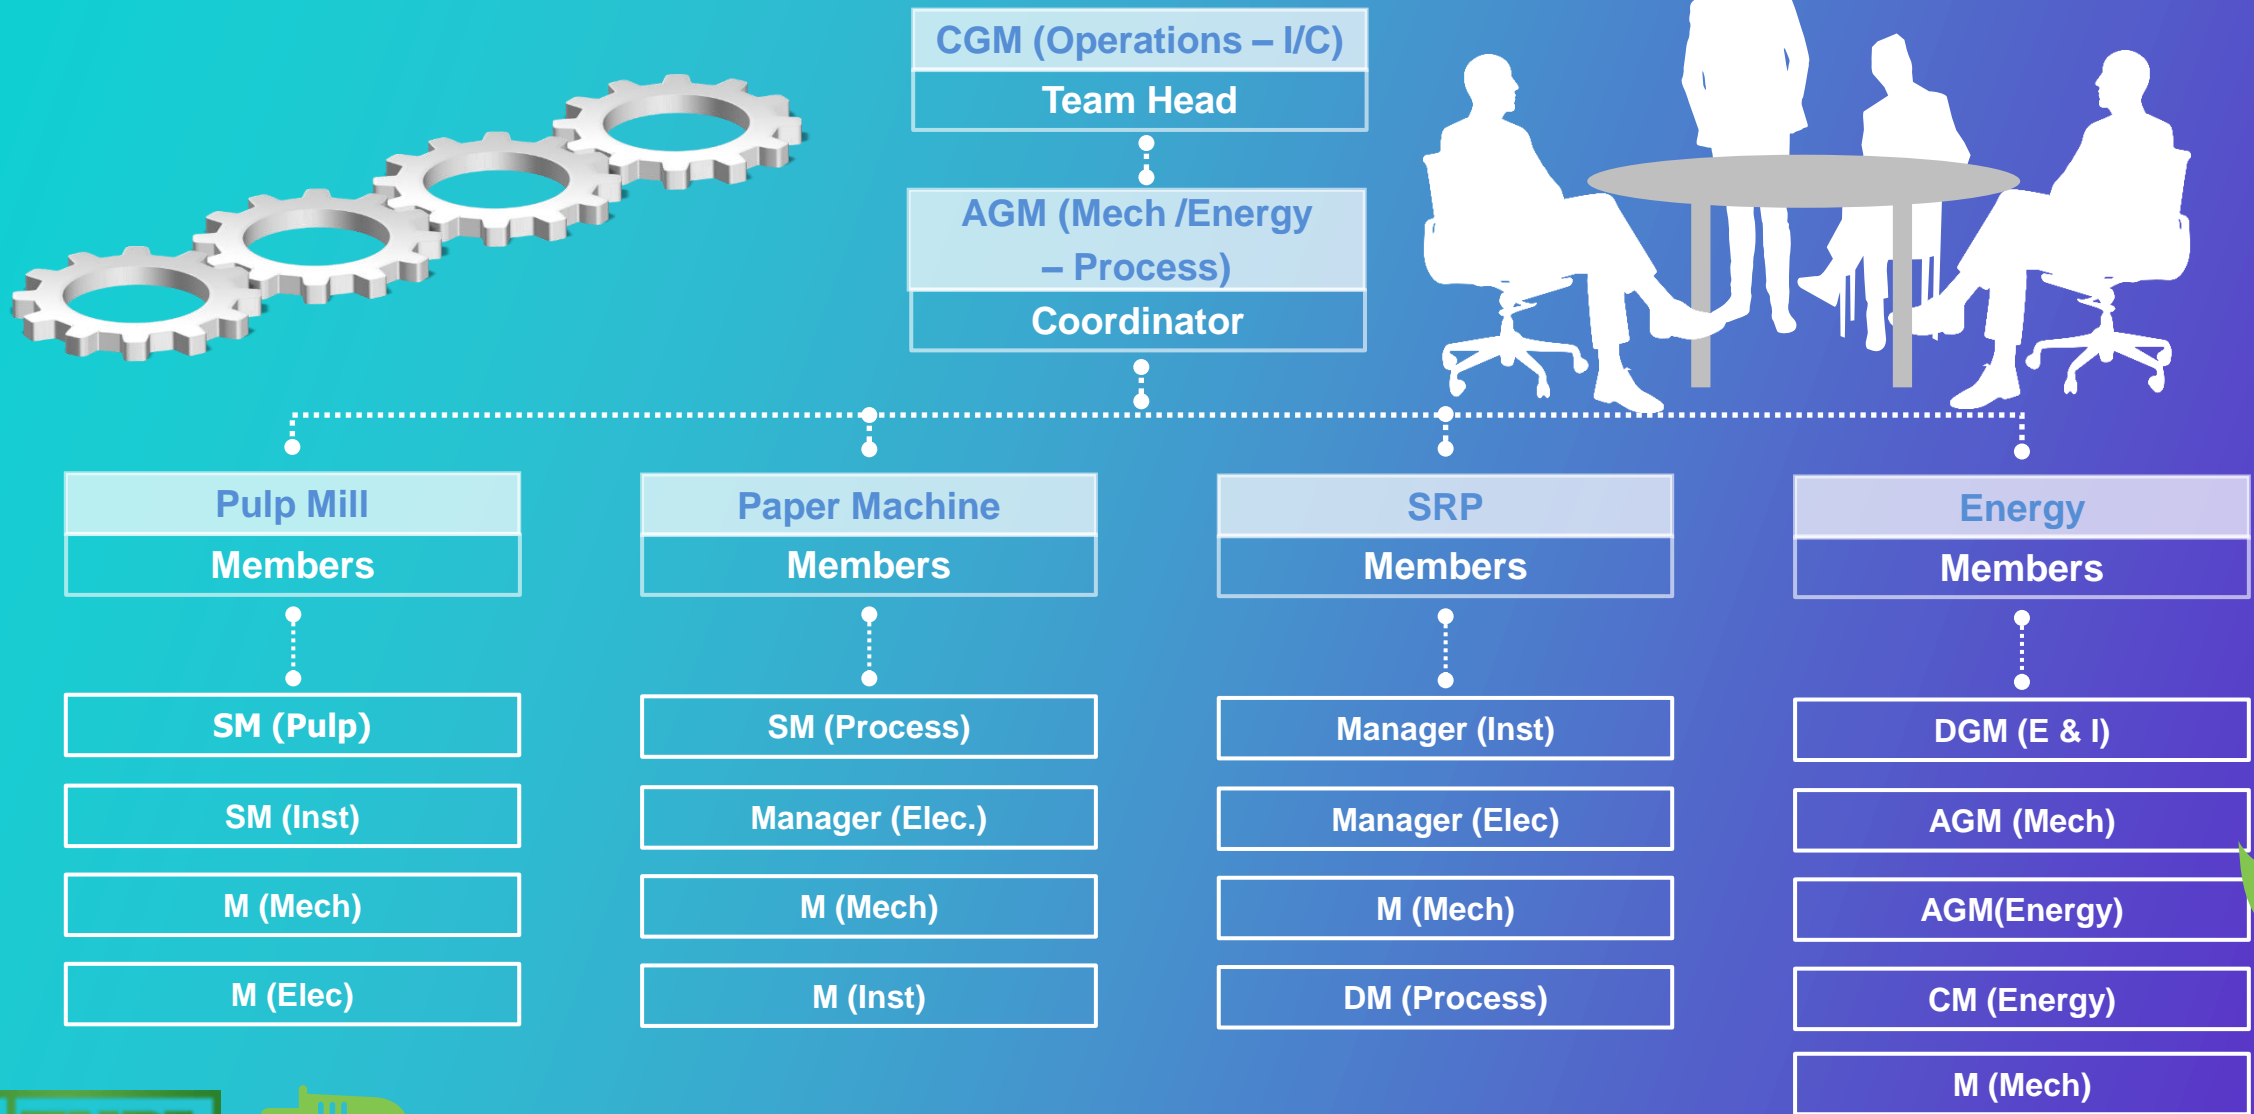 CGM (Operations – I/C)
Team Head
AGM (Mech /Energy
– Process)
Coordinator
Pulp Mill
Members
SM (Pulp)
SM (Inst)
M (Mech)
M (Elec)
Paper Machine
Members
SM (Process)
Manager (Elec.)
M (Mech)
M (Inst)
SRP
Members
Manager (Inst)
Manager (Elec)
M (Mech)
DM (Process)
Energy
Members
DGM (E & I)
AGM (Mech)
AGM(Energy)
CM (Energy)
M (Mech)